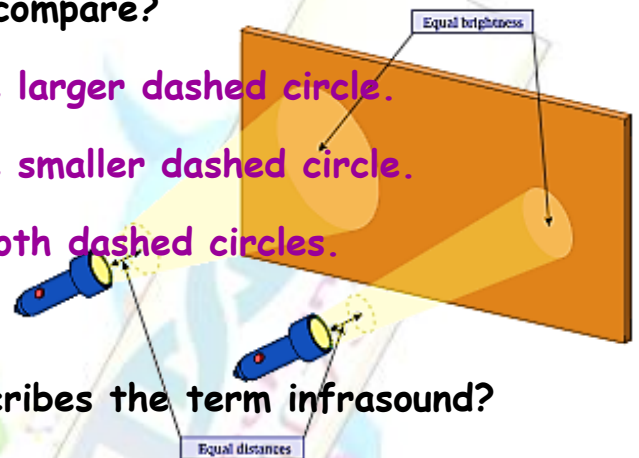 compare?
Equal brightness
larger dashed circle.
smaller dashed circle.
oth dashed circles.
cribes the term infrasound?
Equal distances